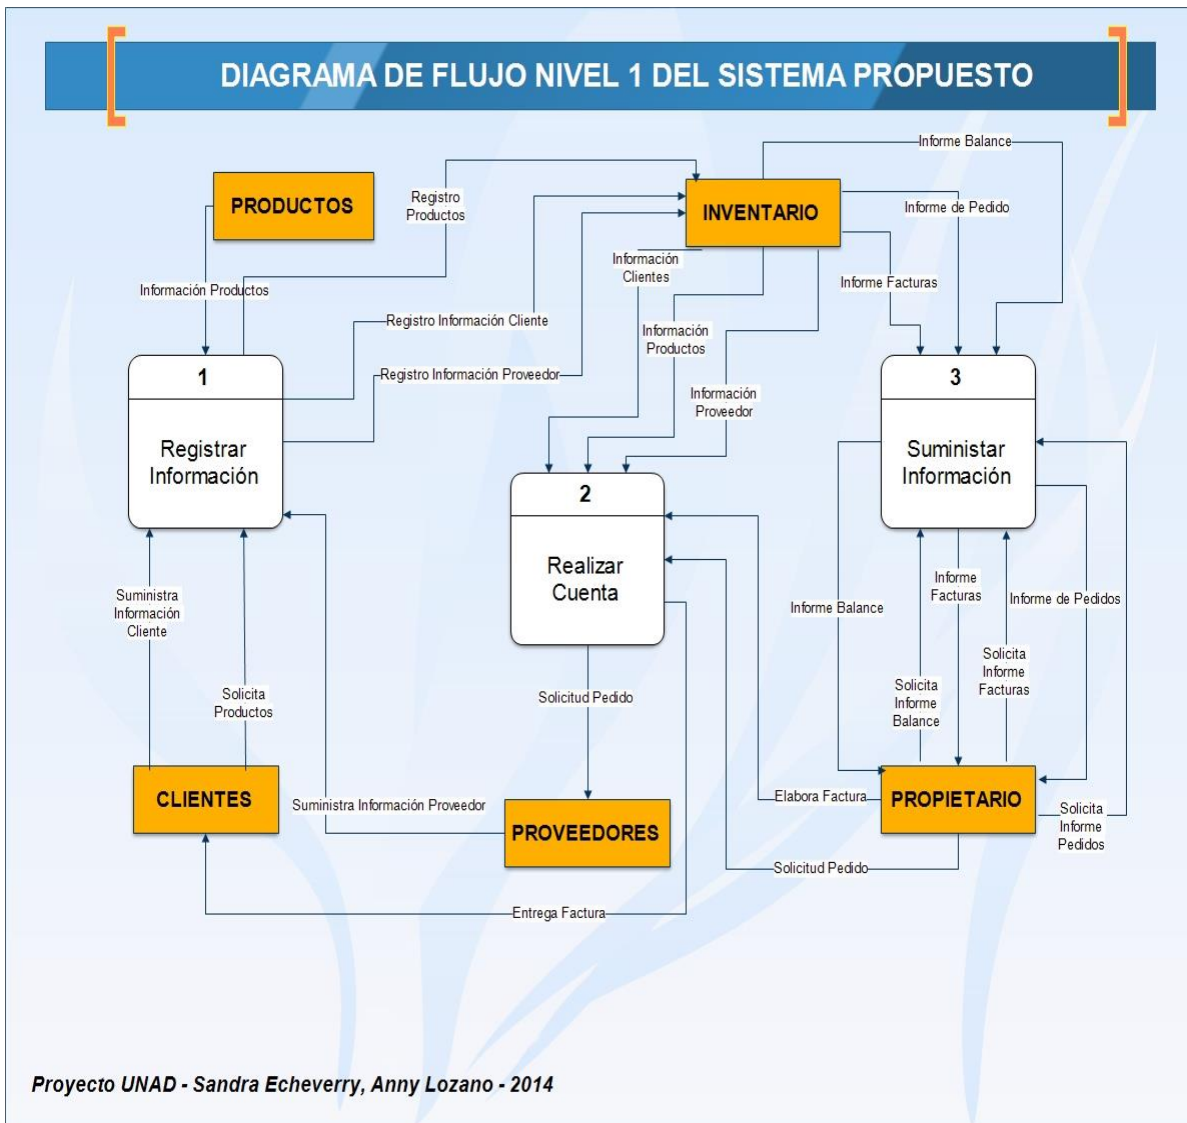 DIAGRAMA DE FLUJO NIVEL 1 DEL SISTEMA PROPUESTO
Informe Balance
PRODUCTOS
Registro
Productos
INVENTARIO
Informe de Pedido
Información
Clientes
Informe Facturas
Información Productos
Registro Información Cliente
Información
Productos
Registro Información Proveedor
Información
Proveedor
1
Registrar
Información
3
Suministar
Información
2
Realizar
Cuenta
Suministra
Información
Cliente
Informe
Facturas
Informe de Pedidos
Informe Balance
Solicita
Productos
Solicitud Pedido
Solicita
Informe
Balance
Solicita
Informe
Facturas
CLIENTES
Suministra Información Proveedor
PROVEEDORES
Elabora Factura
PROPIETARIO
Solicita
Informe
Pedidos
Solicitud Pedido
Entrega Factura
Proyecto UNAD - Sandra Echeverry, Anny Lozano - 2014